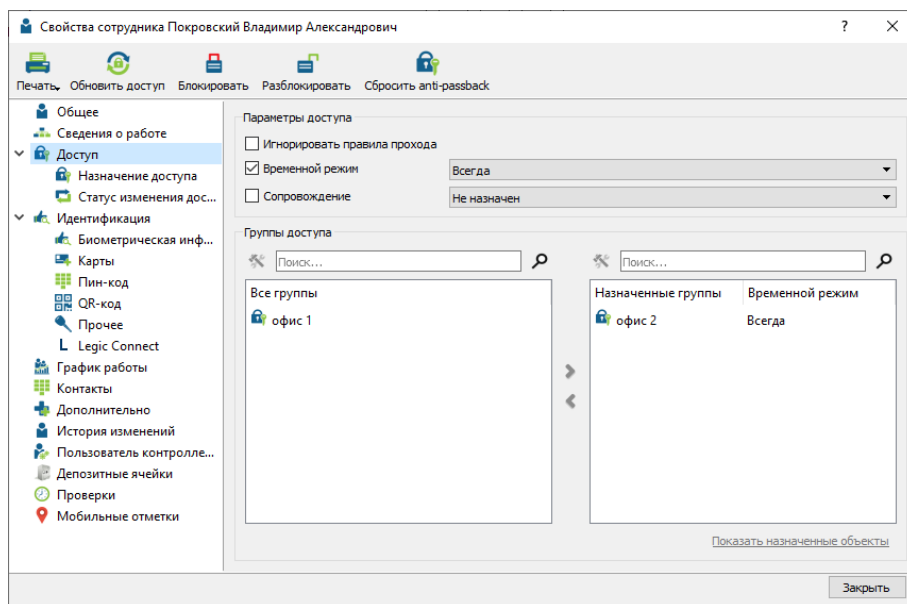 Свойства сотрудника Покровский Владимир Александрович ?
Печать Обновить доступ Блокировать Разблокировать Сбросить anti-passback
Общее
Сведения о работе
Доступ
Назначение доступа
Статус изменения дос...
Идентификация
Биометрическая инф...
Карты
Пин-код
QR-код
Прочее
L Legic Connect
График работы
Контакты
Дополнительно
История изменений
Пользователь контролле...
Депозитные ячейки
Проверки
Мобильные отметки
Параметры доступа
Игнорировать правила прохода
Временной режим Всегда
Сопровождение Не назначен
Группы доступа
Поиск...
Все группы
офис 1
Поиск...
Назначенные группы Временной режим
офис 2 Всегда
Показать назначенные объекты
Закрыть